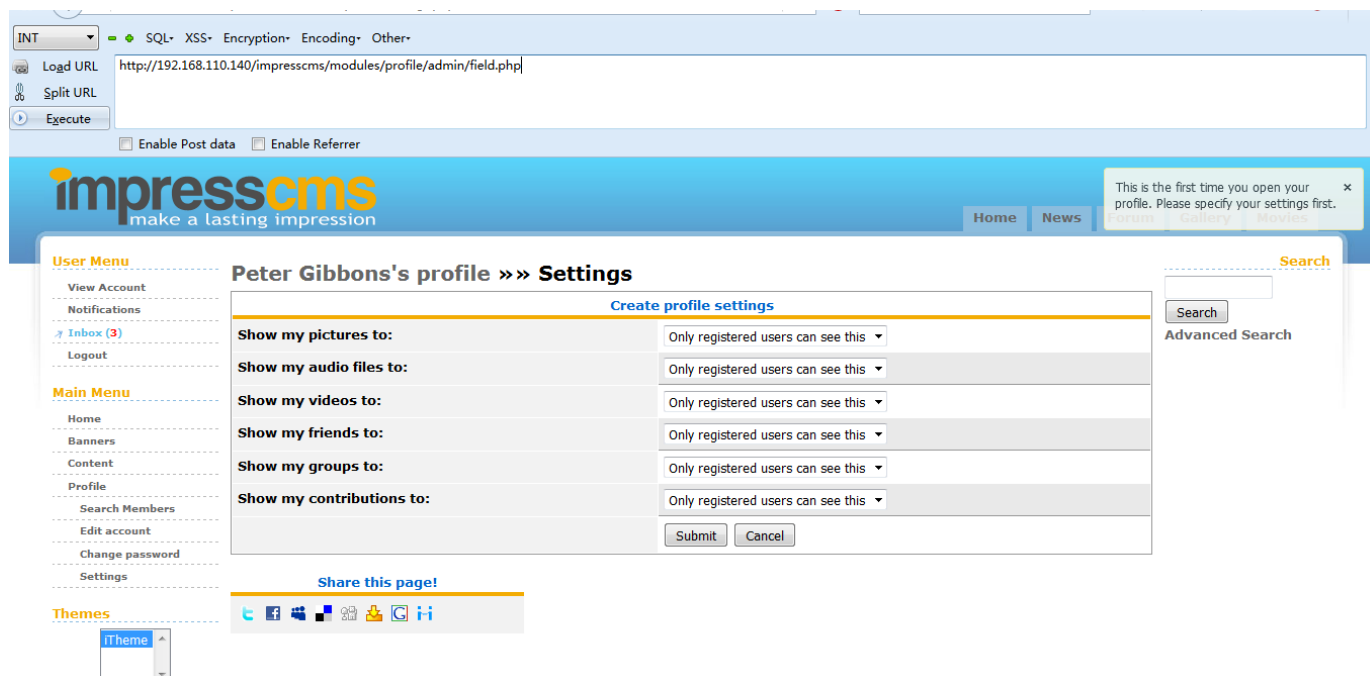 INT SQL- XSS- Encryption- Encoding- Other-
Load URL http://192.168.110.140/impresscms/modules/profile/admin/field.php
Split URL
Execute
Enable Post data Enable Referrer
impresscms
make a lasting impression
Home News Forum Gallery Movies
This is the first time you open your ×
profile. Please specify your settings first.
User Menu
View Account
Notifications
Inbox (3)
Logout
Main Menu
Home
Banners
Content
Profile
Search Members
Edit account
Change password
Settings
Themes
iTheme
Peter Gibbons's profile »» Settings
Create profile settings
Show my pictures to: Only registered users can see this
Show my audio files to: Only registered users can see this
Show my videos to: Only registered users can see this
Show my friends to: Only registered users can see this
Show my groups to: Only registered users can see this
Show my contributions to: Only registered users can see this
Submit Cancel
Share this page!
Search
Search
Advanced Search